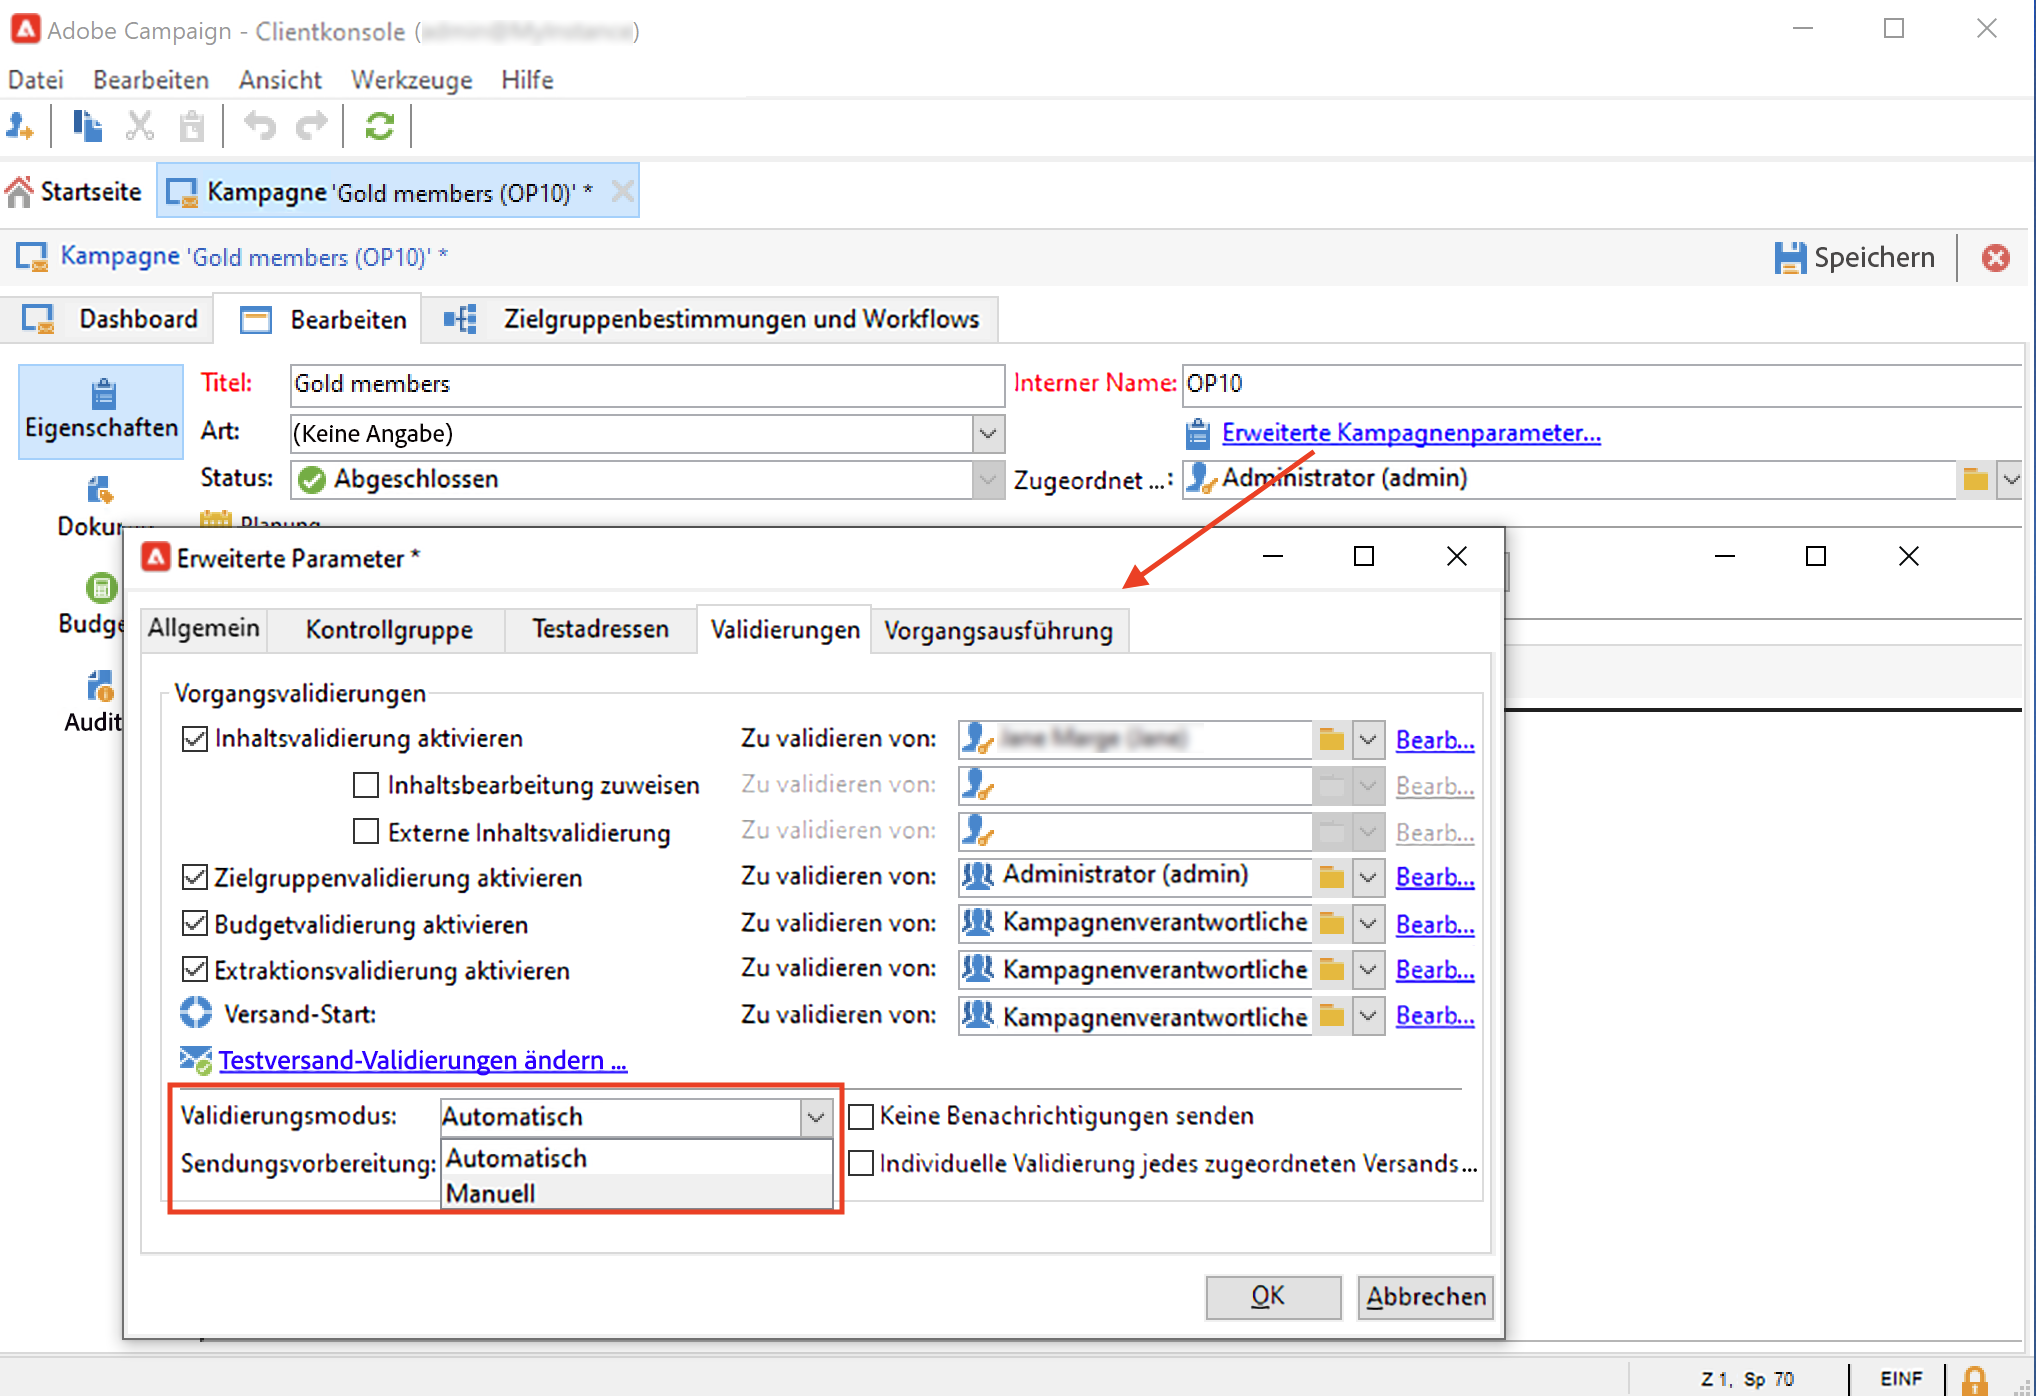 Adobe Campaign - Clientkonsole ( )
Datei Bearbeiten Ansicht Werkzeuge Hilfe
Startseite Kampagne 'Gold members (OP10)' *
Kampagne 'Gold members (OP10)' * Speichern
Dashboard Bearbeiten Zielgruppenbestimmungen und Workflows
Eigenschaften
Titel: Gold members Interner Name: OP10
Art: (Keine Angabe) Erweiterte Kampagnenparameter...
Status: Abgeschlossen Zugeordnet ...: Administrator (admin)
Planung
Erweiterte Parameter *
Audit
Allgemein Kontrollgruppe Testadressen Validierungen Vorgangsausführung
Vorgangsvalidierungen
Inhaltsvalidierung aktivieren Zu validieren von: Bearb...
Inhaltsbearbeitung zuweisen Zu validieren von: Bearb...
Externe Inhaltsvalidierung Zu validieren von: Bearb...
Zielgruppenvalidierung aktivieren Zu validieren von: Administrator (admin) Bearb...
Budgetvalidierung aktivieren Zu validieren von: Kampagnenverantwortliche Bearb...
Extraktionsvalidierung aktivieren Zu validieren von: Kampagnenverantwortliche Bearb...
Versand-Start: Zu validieren von: Kampagnenverantwortliche Bearb...
Testversand-Validierungen ändern ...
Validierungsmodus: Automatisch Keine Benachrichtigungen senden
Sendungsvorbereitung: Automatisch Individuelle Validierung jedes zugeordneten Versands...
Manuell
OK Abbrechen
Z 1, Sp 70 EINF